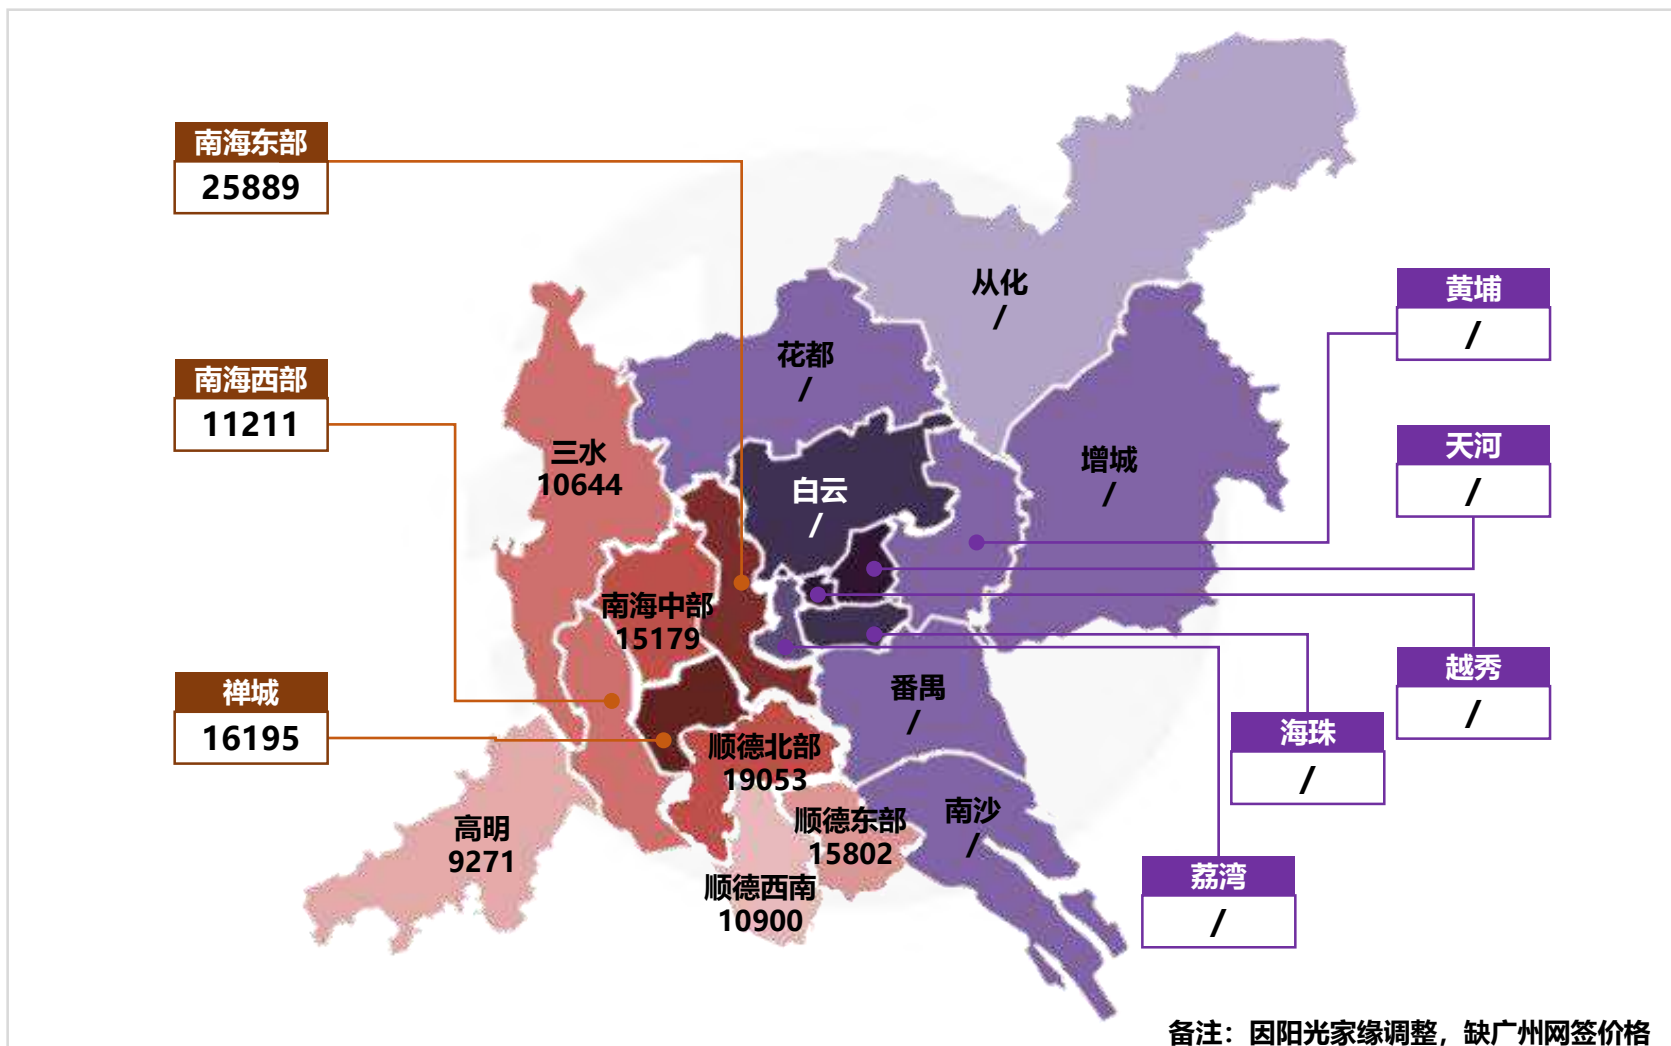 南海东部
25889
从化
/
黄埔
/
花都
/
南海西部
11211
三水
10644
天河
/
增城
/
白云
/
南海中部
15179
越秀
/
禅城
16195
番禺
/
海珠
/
顺德北部
19053
南沙
/
顺德东部
15802
高明
9271
顺德西南
10900
荔湾
/
备注：因阳光家缘调整，缺广州网签价格